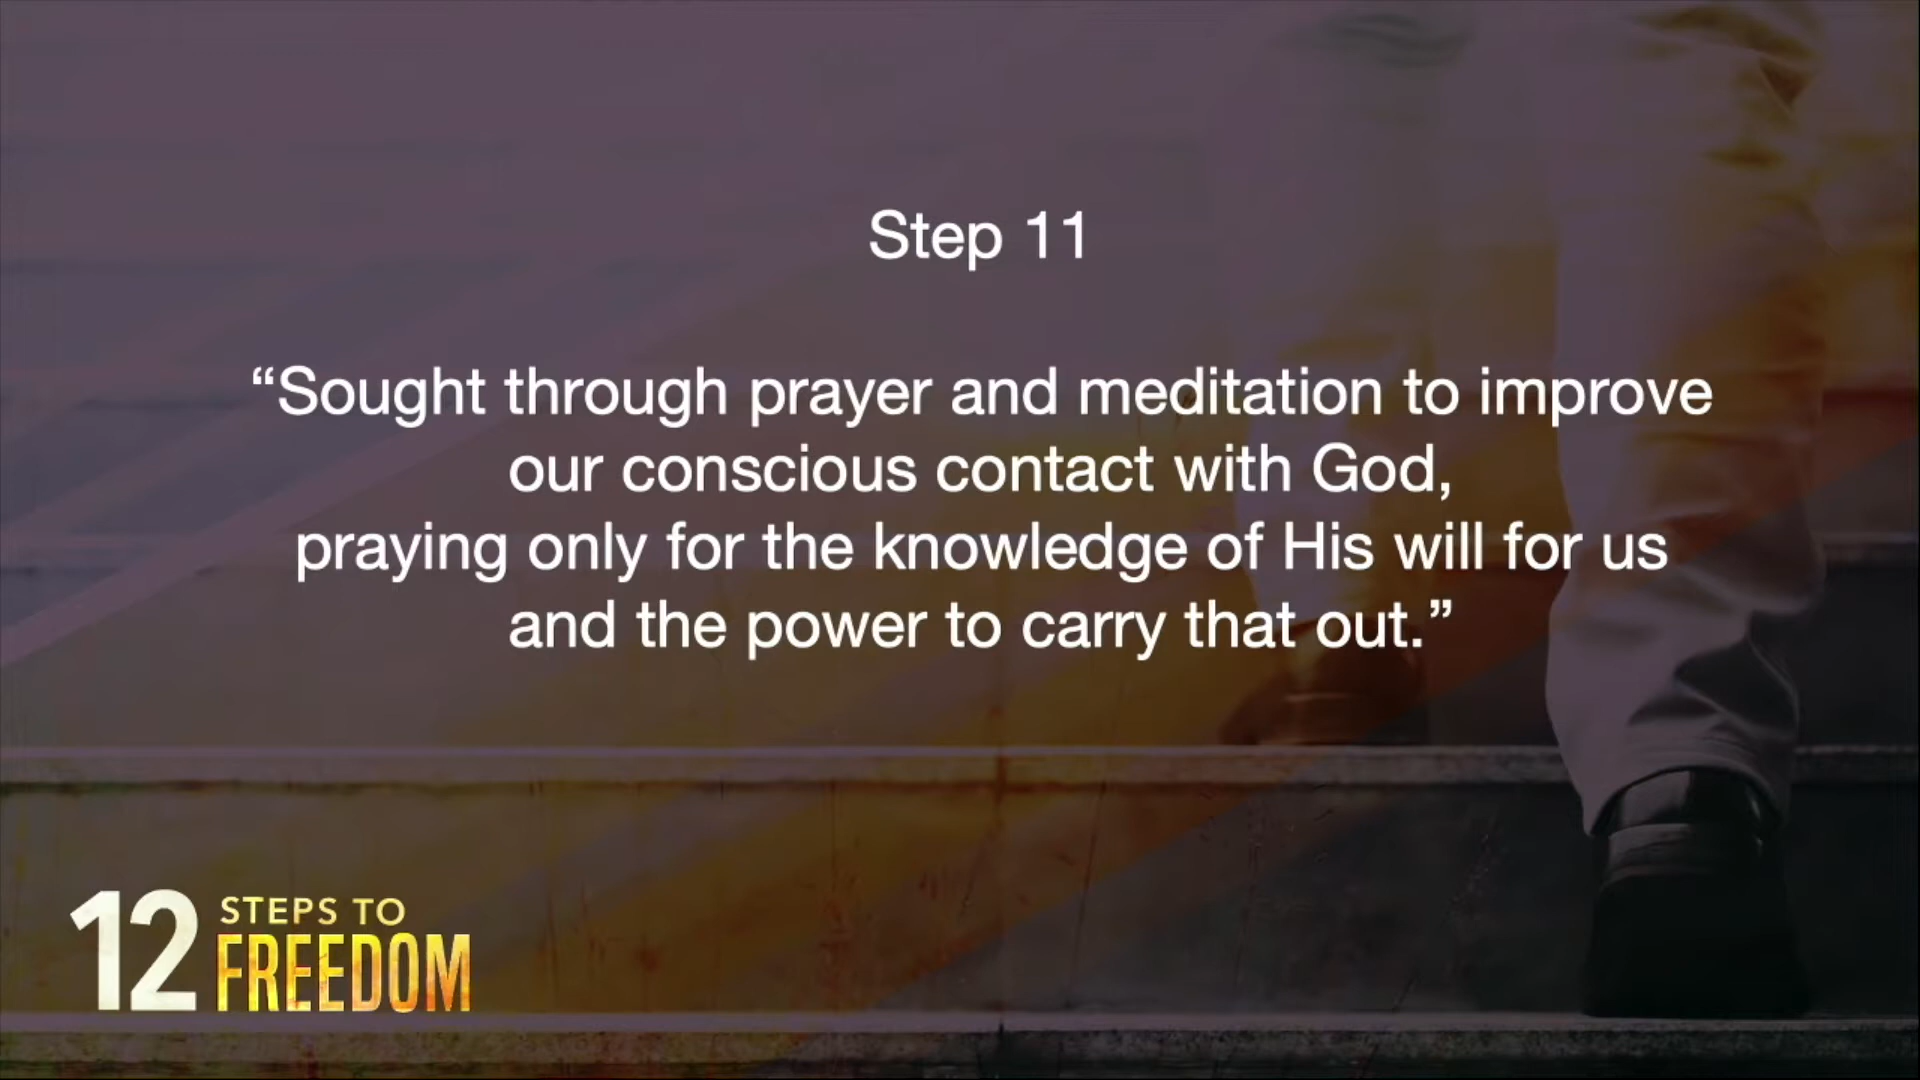 Step 11
“Sought through prayer and meditation to improve
our conscious contact with God,
praying only for the knowledge of His will for us
and the power to carry that out.”
12 STEPS TO
FREEDOM